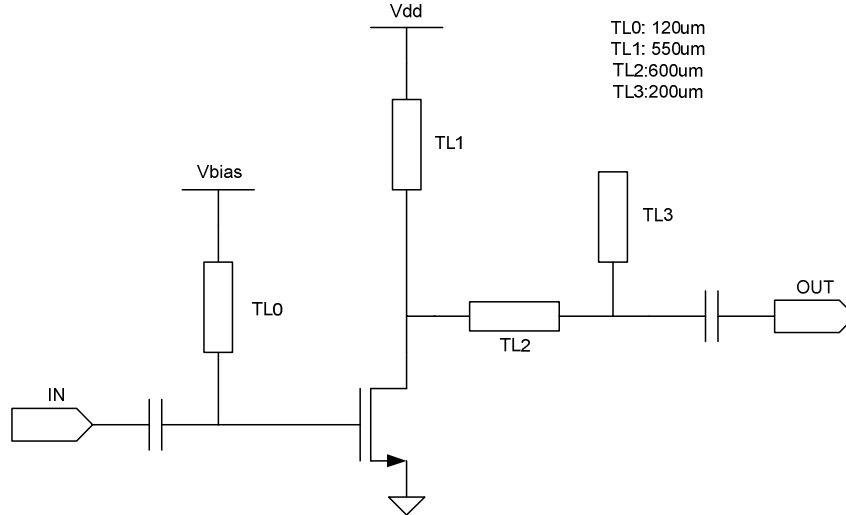 Vdd
TL0: 120um
TL1: 550um
TL2:600um
TL3:200um
TL1
Vbias
TL3
TL0
OUT
TL2
IN